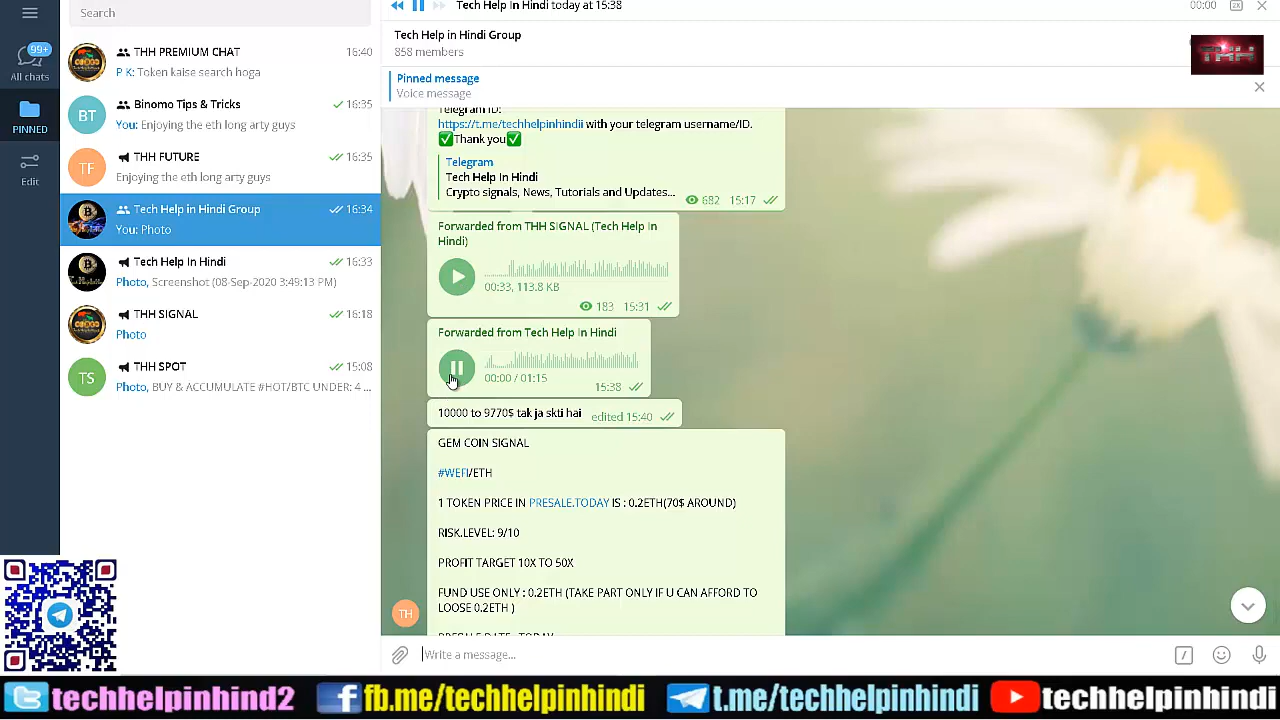 Tech Help In Hindi today at 15:38
00:00
2X
Search
Tech Help in Hindi Group
858 members
THH
99+
All chats
PINNED
Edit
THH PREMIUM CHAT 16:40
P K: Token kaise search hoga
BT
Binomo Tips & Tricks 16:35
You: Enjoying the eth long arty guys
TF
THH FUTURE 16:35
Enjoying the eth long arty guys
Tech Help in Hindi Group 16:34
You: Photo
Tech Help In Hindi 16:33
Photo, Screenshot (08-Sep-2020 3:49:13 PM)
THH SIGNAL 16:18
Photo
TS
THH SPOT 15:08
Photo, BUY & ACCUMULATE #HOT/BTC UNDER: 4 ...
Pinned message
Voice message
Telegram ID:
https://t.me/techhelpinhindii with your telegram username/ID.
✅Thank you✅
Telegram
Tech Help In Hindi
Crypto signals, News, Tutorials and Updates...
682 15:17
Forwarded from THH SIGNAL (Tech Help In
Hindi)
00:33, 113.8 KB
183 15:31
Forwarded from Tech Help In Hindi
00:00 / 01:15
15:38
10000 to 9770$ tak ja skti hai edited 15:40
GEM COIN SIGNAL
#WEFI/ETH
1 TOKEN PRICE IN PRESALE.TODAY IS : 0.2ETH(70$ AROUND)
RISK.LEVEL: 9/10
PROFIT TARGET 10X TO 50X
FUND USE ONLY : 0.2ETH (TAKE PART ONLY IF U CAN AFFORD TO
LOOSE 0.2ETH )
TH
Write a message...
techhelpinhind2 fb.me/techhelpinhindi t.me/techhelpinhindi techhelpinhindi